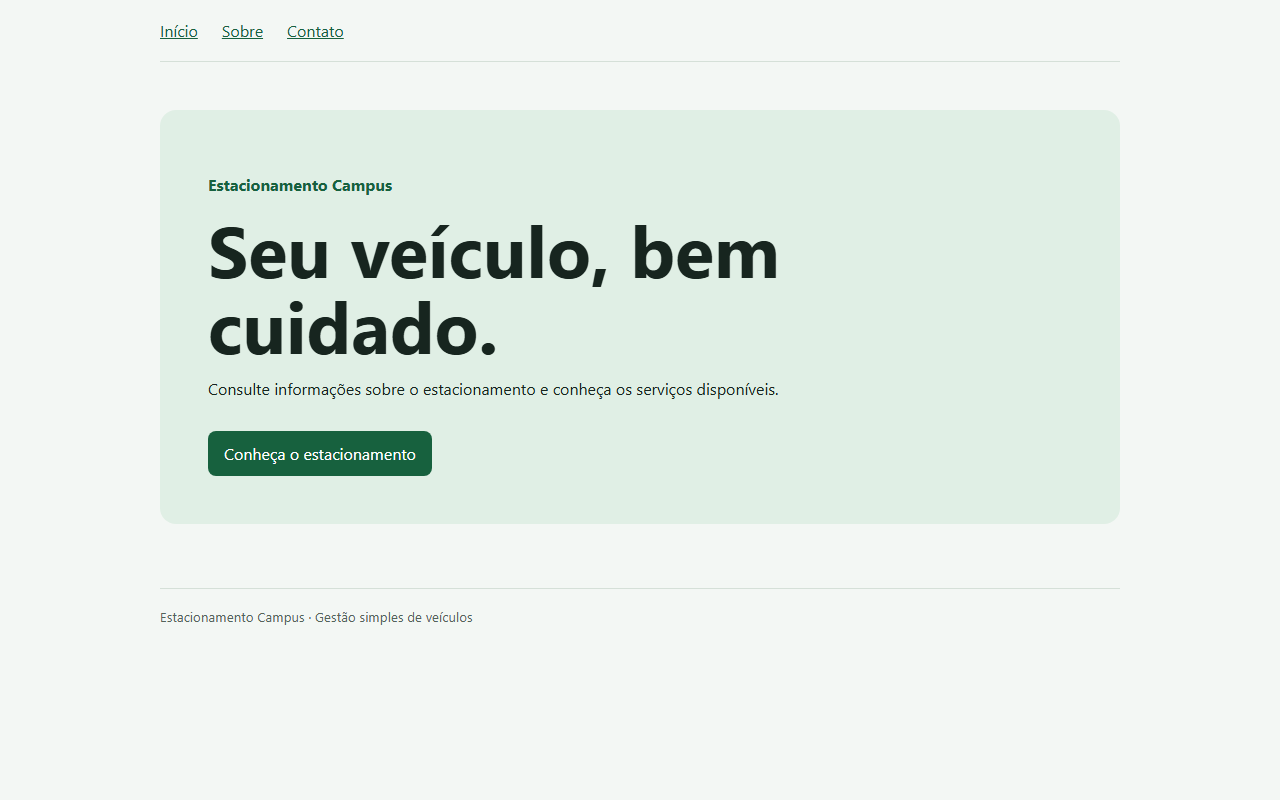 Início Sobre Contato
Estacionamento Campus
Seu veículo, bem
cuidado.
Consulte informações sobre o estacionamento e conheça os serviços disponíveis.
Conheça o estacionamento
Estacionamento Campus · Gestão simples de veículos